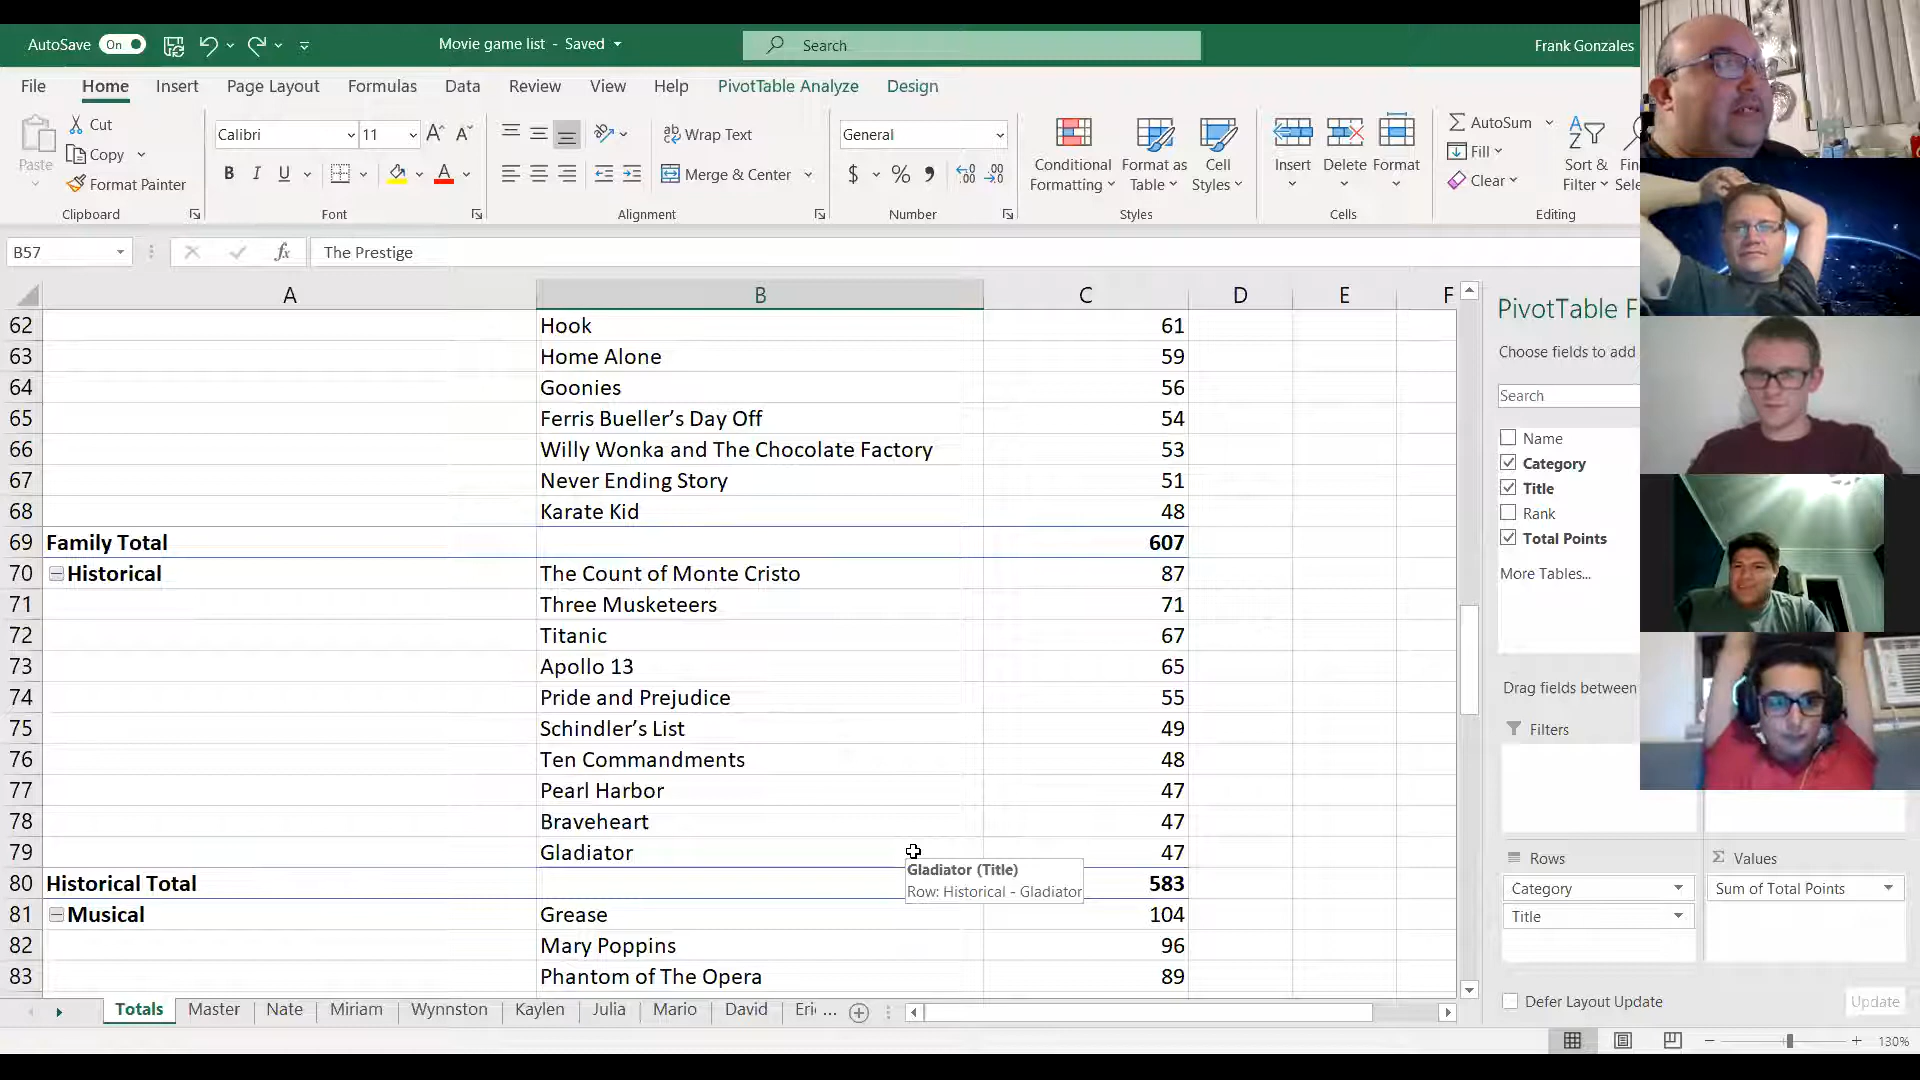 AutoSave On Movie game list - Saved Search Frank Gonzales
File Home Insert Page Layout Formulas Data Review View Help PivotTable Analyze Design
Paste
Cut
Copy
Format Painter
Clipboard
Calibri 11
B I U
Font
Wrap Text
Merge & Center
Alignment
General
$ % ,
Number
Conditional Formatting
Format as Table
Cell Styles
Styles
Insert Delete Format
Cells
AutoSum
Fill
Clear
Sort & Filter
Editing
B57 fx The Prestige
A B C D E F
62 Hook 61
63 Home Alone 59
64 Goonies 56
65 Ferris Bueller’s Day Off 54
66 Willy Wonka and The Chocolate Factory 53
67 Never Ending Story 51
68 Karate Kid 48
69 Family Total 607
70 Historical The Count of Monte Cristo 87
71 Three Musketeers 71
72 Titanic 67
73 Apollo 13 65
74 Pride and Prejudice 55
75 Schindler’s List 49
76 Ten Commandments 48
77 Pearl Harbor 47
78 Braveheart 47
79 Gladiator 47
Gladiator (Title)
Row: Historical - Gladiator
80 Historical Total 583
81 Musical Grease 104
82 Mary Poppins 96
83 Phantom of The Opera 89
Totals Master Nate Miriam Wynnston Kaylen Julia Mario David Eri ...
PivotTable F
Choose fields to add
Search
Name
Category
Title
Rank
Total Points
More Tables...
Drag fields between
Filters
Rows
Category
Title
Values
Sum of Total Points
Defer Layout Update Update
130%